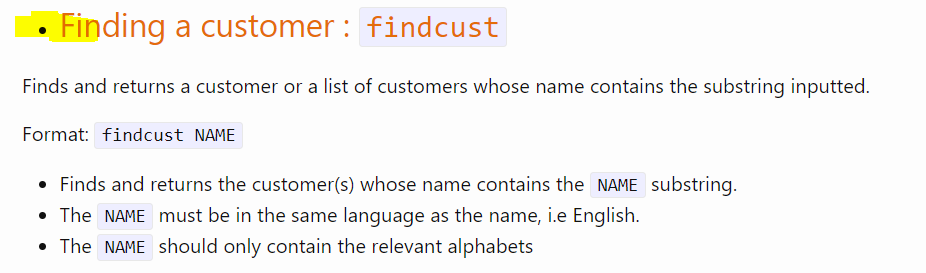 • Finding a customer : findcust
Finds and returns a customer or a list of customers whose name contains the substring inputted.
Format: findcust NAME
• Finds and returns the customer(s) whose name contains the NAME substring.
• The NAME must be in the same language as the name, i.e English.
• The NAME should only contain the relevant alphabets